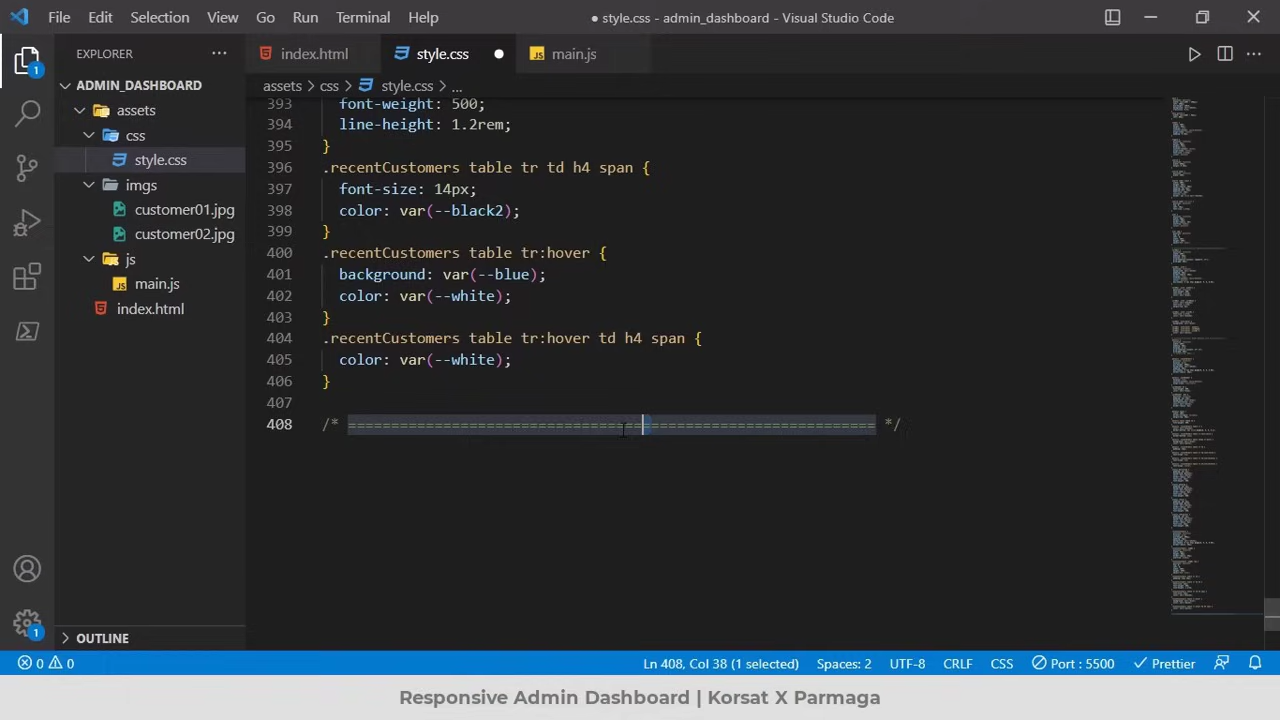 File Edit Selection View Go Run Terminal Help
● style.css - admin_dashboard - Visual Studio Code
EXPLORER ···
index.html
style.css ●
main.js
ADMIN_DASHBOARD
assets
css
style.css
imgs
customer01.jpg
customer02.jpg
js
main.js
index.html
OUTLINE
1
1
assets > css > style.css > ...
393 font-weight: 500;
394 line-height: 1.2rem;
395 }
396 .recentCustomers table tr td h4 span {
397 font-size: 14px;
398 color: var(--black2);
399 }
400 .recentCustomers table tr:hover {
401 background: var(--blue);
402 color: var(--white);
403 }
404 .recentCustomers table tr:hover td h4 span {
405 color: var(--white);
406 }
407
408 /* ============================================================== */
0 0 Ln 408, Col 38 (1 selected) Spaces: 2 UTF-8 CRLF CSS Port : 5500 Prettier
Responsive Admin Dashboard | Korsat X Parmaga